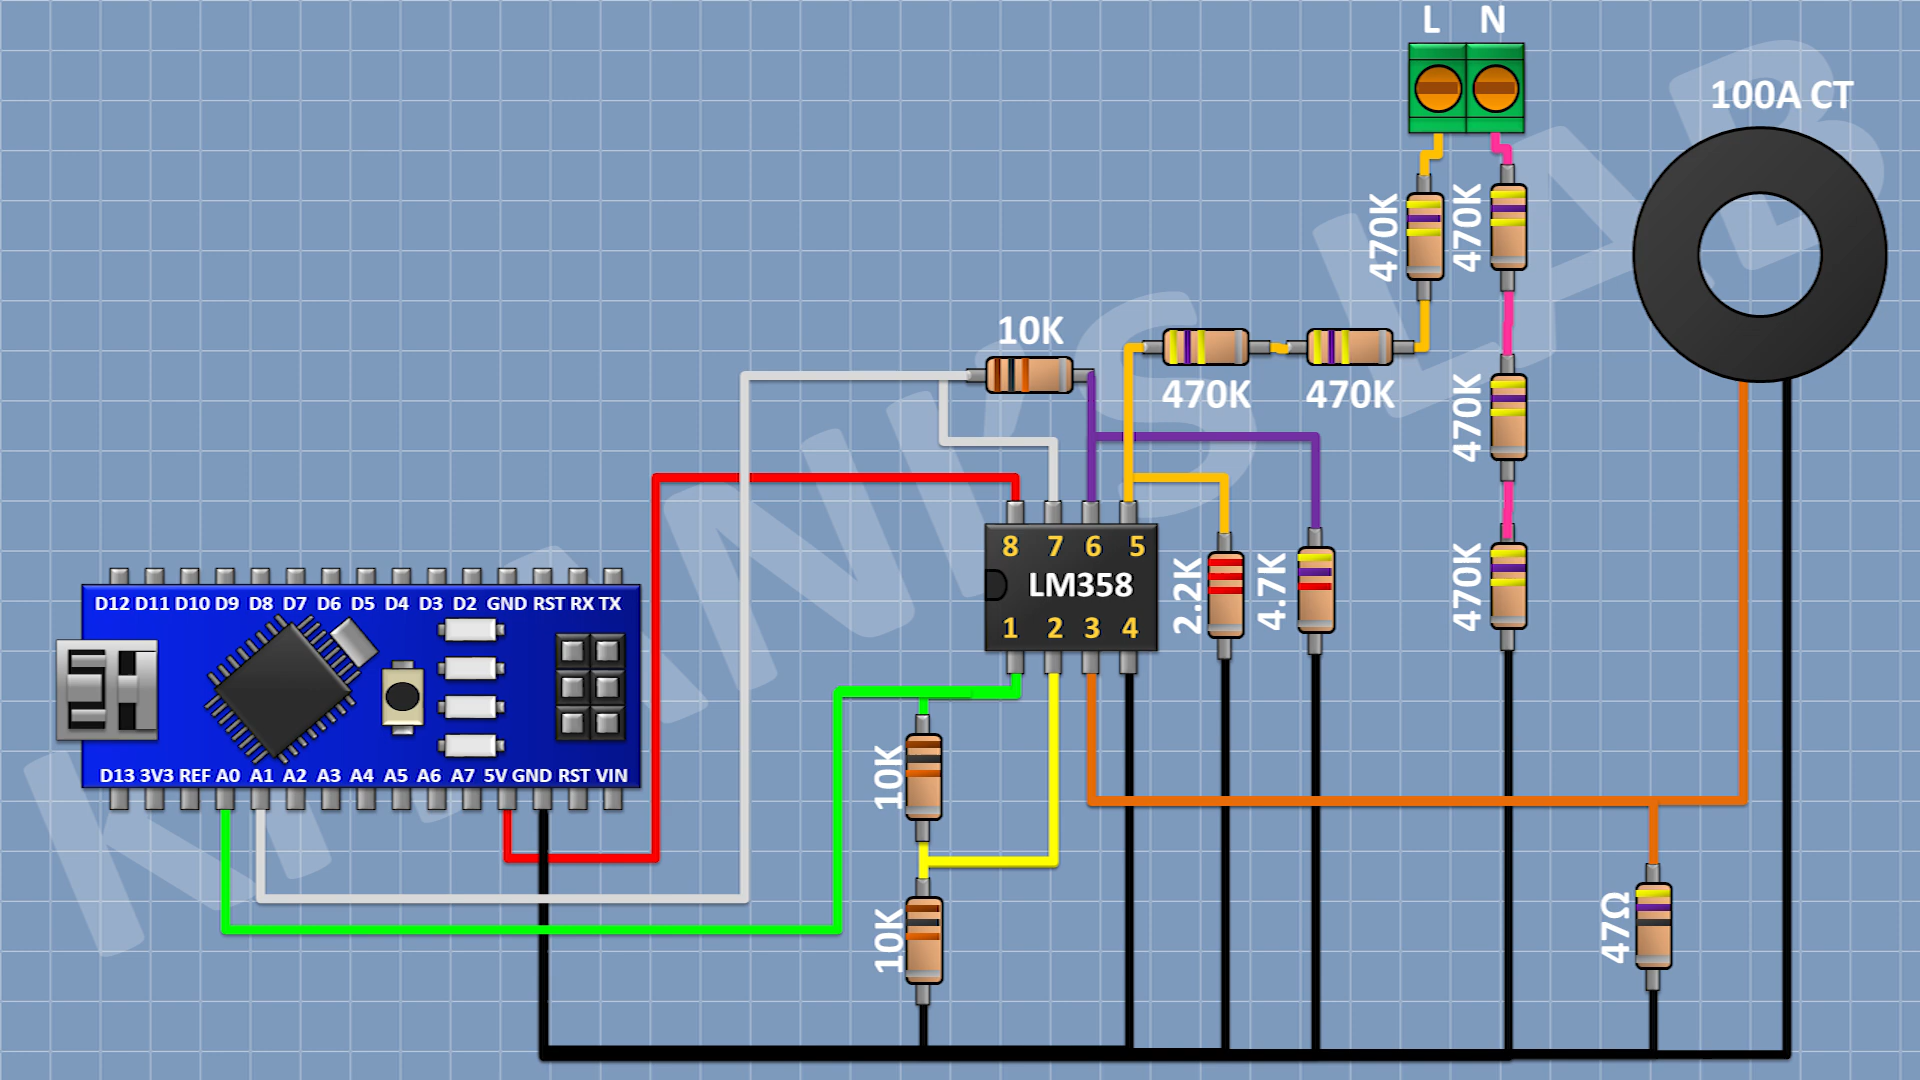 L N
100A CT
470K
470K
10K
470K
470K
470K
8 7 6 5
LM358
1 2 3 4
2.2K
4.7K
470K
D12 D11 D10 D9 D8 D7 D6 D5 D4 D3 D2 GND RST RX TX
D13 3V3 REF A0 A1 A2 A3 A4 A5 A6 A7 5V GND RST VIN
10K
10K
47Ω
KHANKS LAB